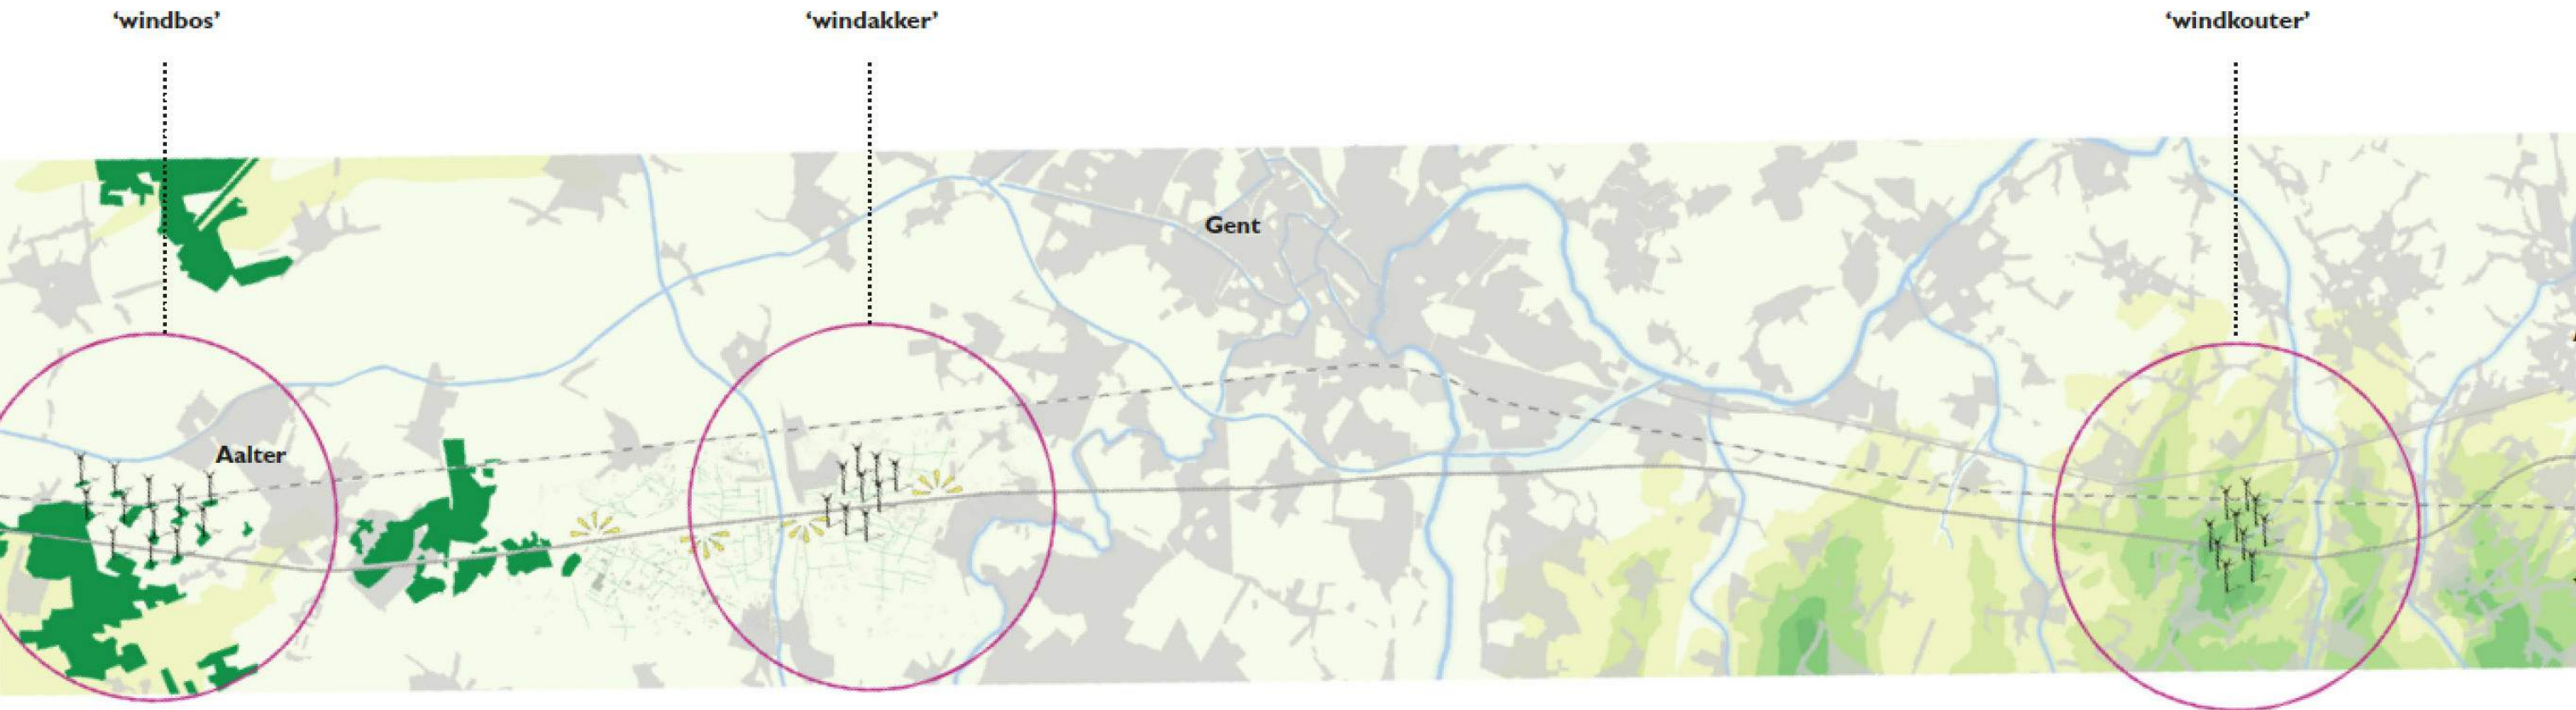 ‘windbos’
‘windakker’
‘windkouter’
Gent
Aalter